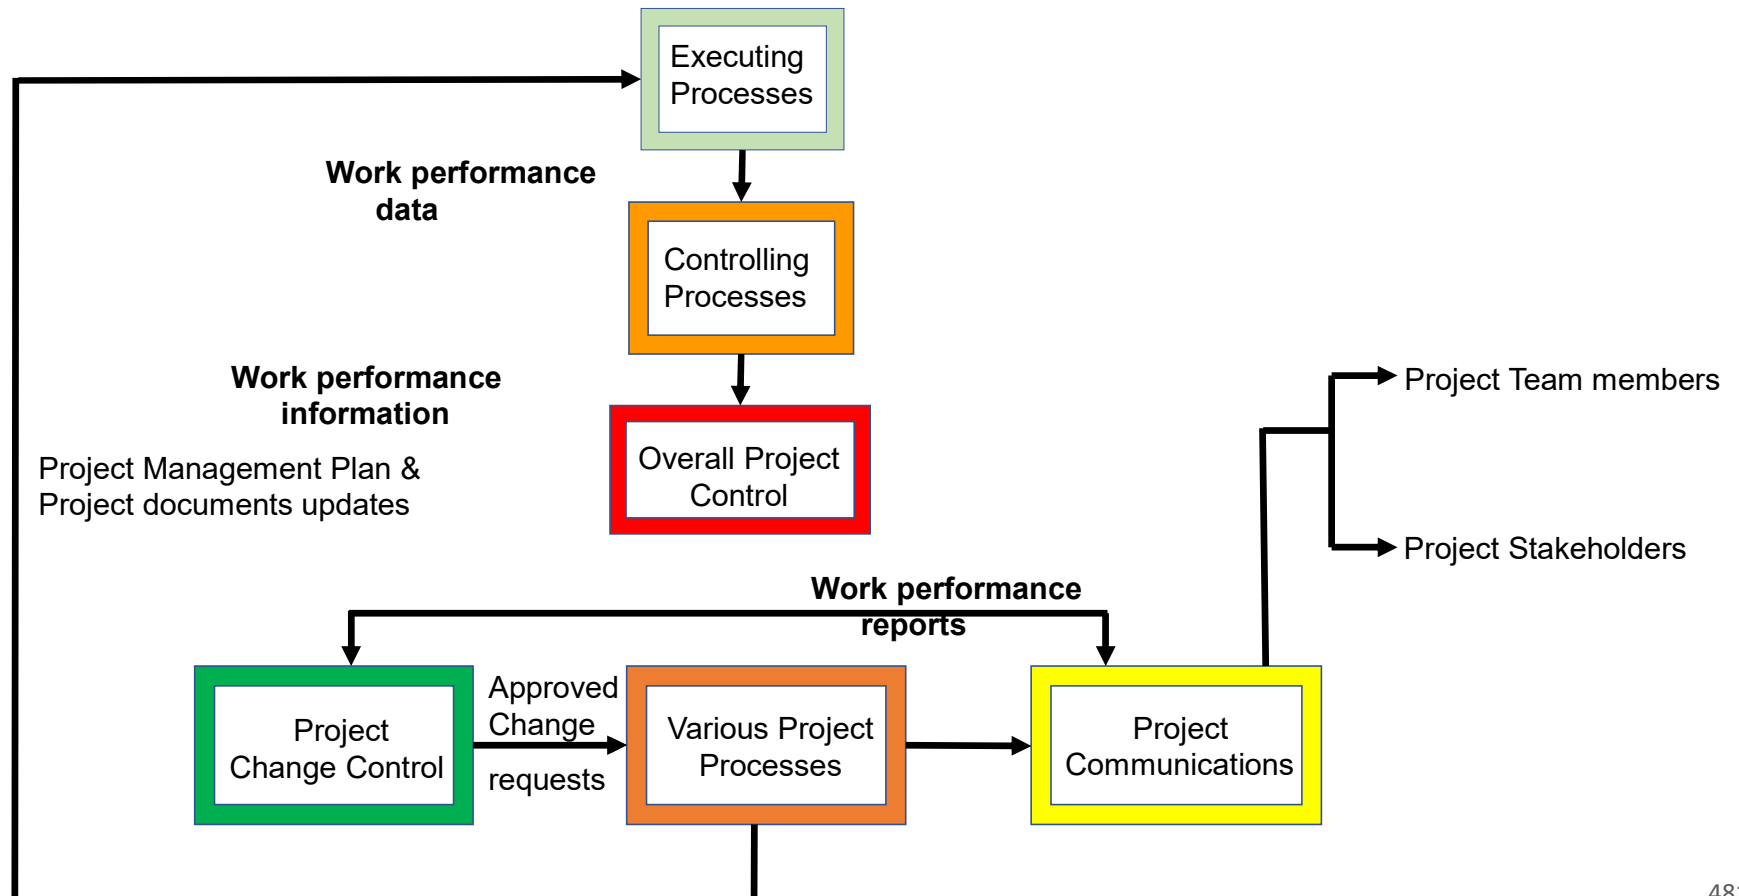 Executing
Processes
Work performance
data
Controlling
Processes
Work performance
information
Project Management Plan &
Project documents updates
Overall Project
Control
Project Team members
Project Stakeholders
Work performance
reports
Project
Change Control
Approved
Change
requests
Various Project
Processes
Project
Communications